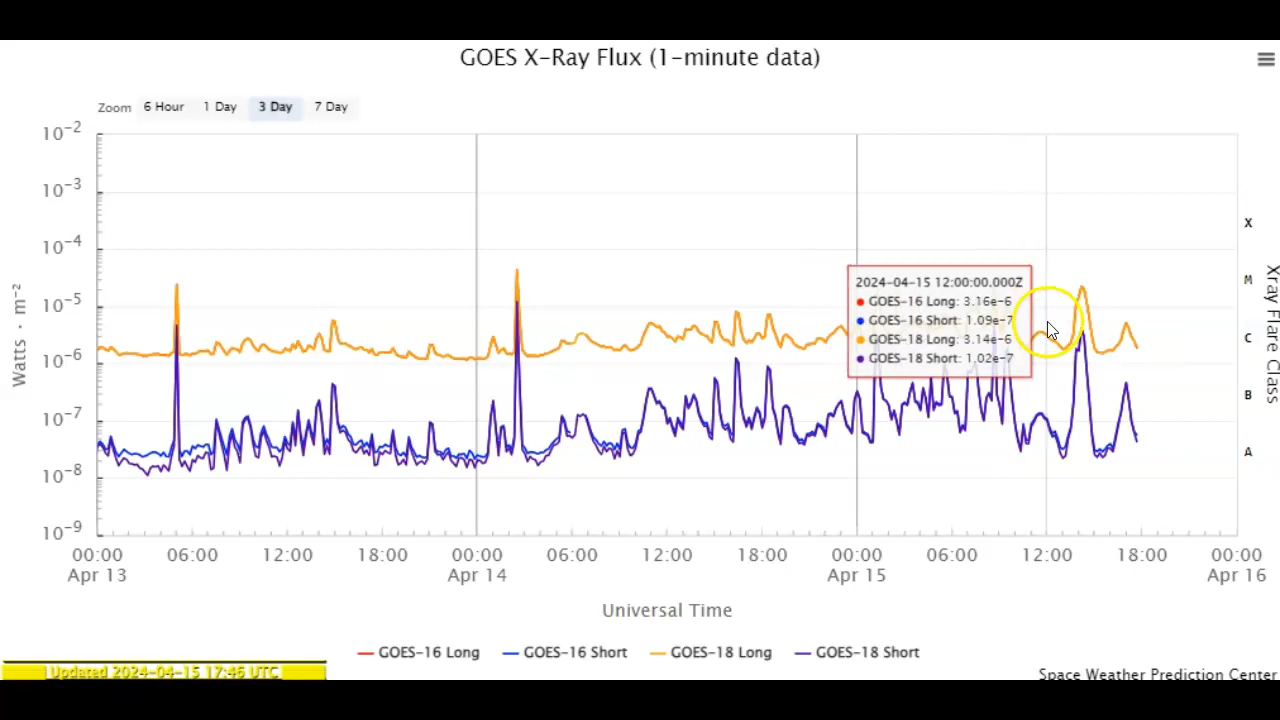 GOES X-Ray Flux (1-minute data)
Zoom 6 Hour 1 Day 3 Day 7 Day
10⁻²
10⁻³
10⁻⁴
10⁻⁵
10⁻⁶
10⁻⁷
10⁻⁸
10⁻⁹
Watts · m⁻²
X
M
C
B
A
Xray Flare Class
2024-04-15 12:00:00.000Z
GOES-16 Long: 3.16e-6
GOES-16 Short: 1.09e-7
GOES-18 Long: 3.14e-6
GOES-18 Short: 1.02e-7
00:00 06:00 12:00 18:00 00:00 06:00 12:00 18:00 00:00 06:00 12:00 18:00 00:00
Apr 13 Apr 14 Apr 15 Apr 16
Universal Time
GOES-16 Long GOES-16 Short GOES-18 Long GOES-18 Short
Updated 2024-04-15 17:46 UTC
Space Weather Prediction Center